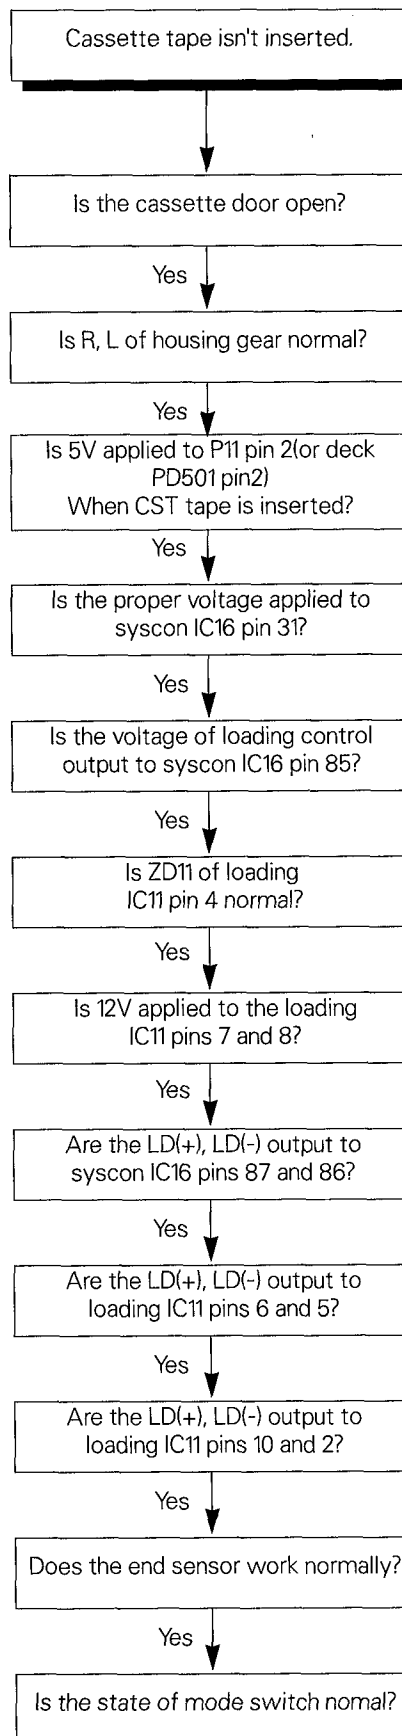 Cassette tape isn't inserted.
Is the cassette door open?
Yes
Is R, L of housing gear normal?
Yes
Is 5V applied to P11 pin 2(or deck
PD501 pin2)
When CST tape is inserted?
Yes
Is the proper voltage applied to
syscon IC16 pin 31?
Yes
Is the voltage of loading control
output to syscon IC16 pin 85?
Yes
Is ZD11 of loading
IC11 pin 4 normal?
Yes
Is 12V applied to the loading
IC11 pins 7 and 8?
Yes
Are the LD(+), LD(-) output to
syscon IC16 pins 87 and 86?
Yes
Are the LD(+), LD(-) output to
loading IC11 pins 6 and 5?
Yes
Are the LD(+), LD(-) output to
loading IC11 pins 10 and 2?
Yes
Does the end sensor work normally?
Yes
Is the state of mode switch nomal?